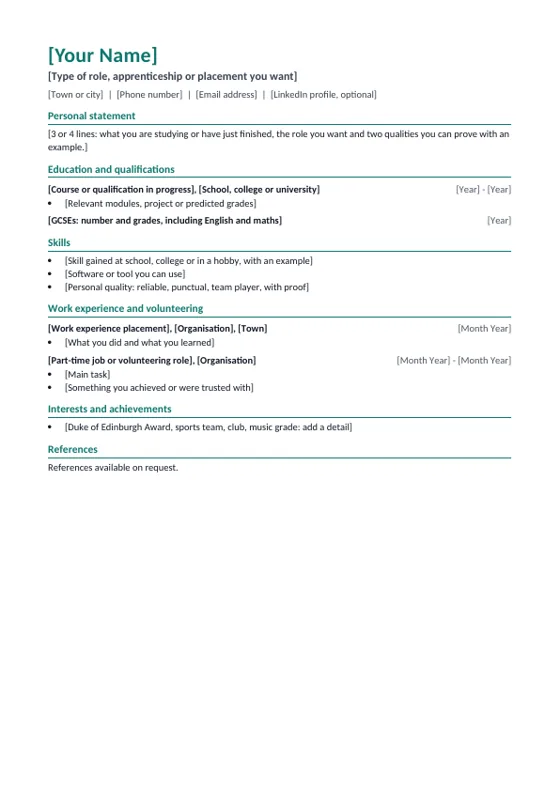 [Your Name]
[Type of role, apprenticeship or placement you want]
[Town or city] | [Phone number] | [Email address] | [LinkedIn profile, optional]
Personal statement
[3 or 4 lines: what you are studying or have just finished, the role you want and two qualities you can prove with an
example.]
Education and qualifications
[Course or qualification in progress], [School, college or university] [Year] - [Year]
• [Relevant modules, project or predicted grades]
[GCSEs: number and grades, including English and maths] [Year]
Skills
• [Skill gained at school, college or in a hobby, with an example]
• [Software or tool you can use]
• [Personal quality: reliable, punctual, team player, with proof]
Work experience and volunteering
[Work experience placement], [Organisation], [Town] [Month Year]
• [What you did and what you learned]
[Part-time job or volunteering role], [Organisation] [Month Year] - [Month Year]
• [Main task]
• [Something you achieved or were trusted with]
Interests and achievements
• [Duke of Edinburgh Award, sports team, club, music grade: add a detail]
References
References available on request.